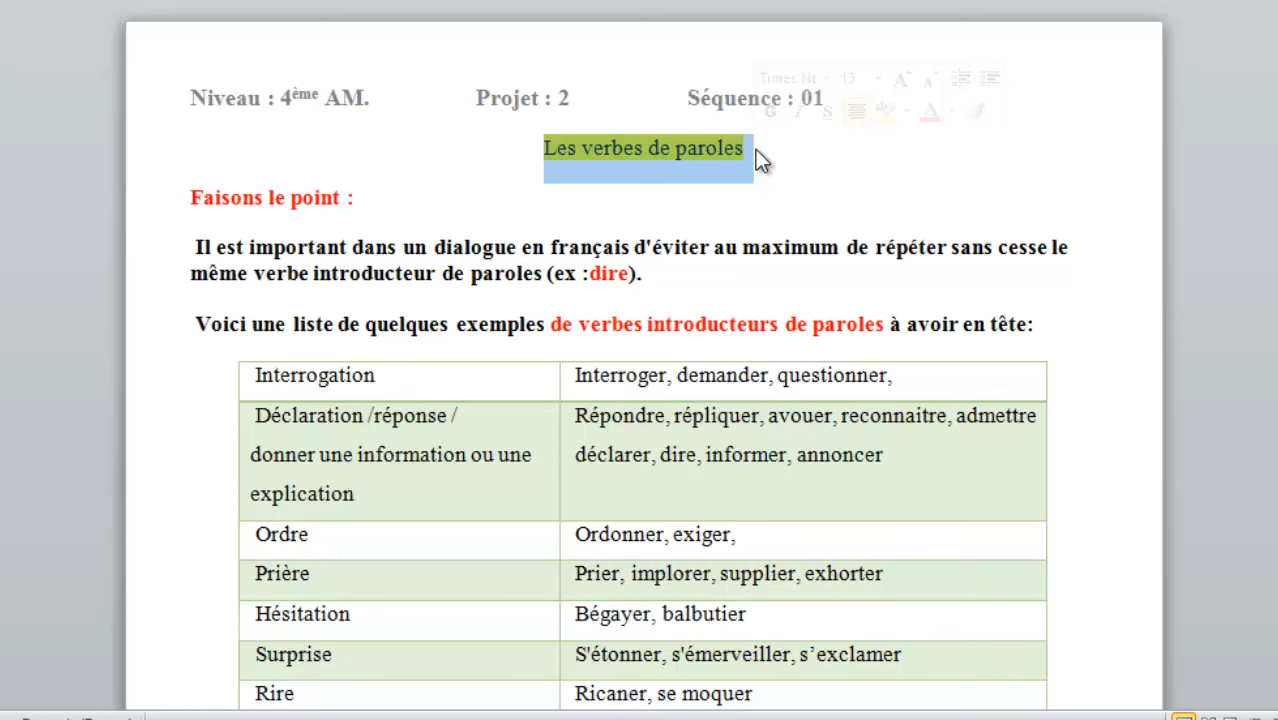 Niveau : 4ème AM. Projet : 2 Séquence : 01
Times Ne 13
Les verbes de paroles
Faisons le point :
Il est important dans un dialogue en français d'éviter au maximum de répéter sans cesse le
même verbe introducteur de paroles (ex :dire).
Voici une liste de quelques exemples de verbes introducteurs de paroles à avoir en tête:
Interrogation Interroger, demander, questionner,
Déclaration /réponse / Répondre, répliquer, avouer, reconnaitre, admettre
donner une information ou une déclarer, dire, informer, annoncer
explication
Ordre Ordonner, exiger,
Prière Prier, implorer, supplier, exhorter
Hésitation Bégayer, balbutier
Surprise S'étonner, s'émerveiller, s’exclamer
Rire Ricaner, se moquer